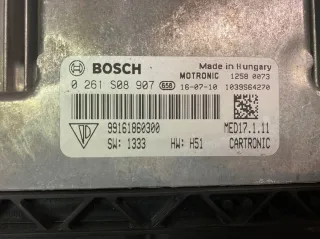 BOSCH Made in Hungary
MOTRONIC 1258 0073
0 261 S08 907 658 16-07-10 1039S64270
99161860300 MED17.1.11
SW: 1333 HW: H51 CARTRONIC